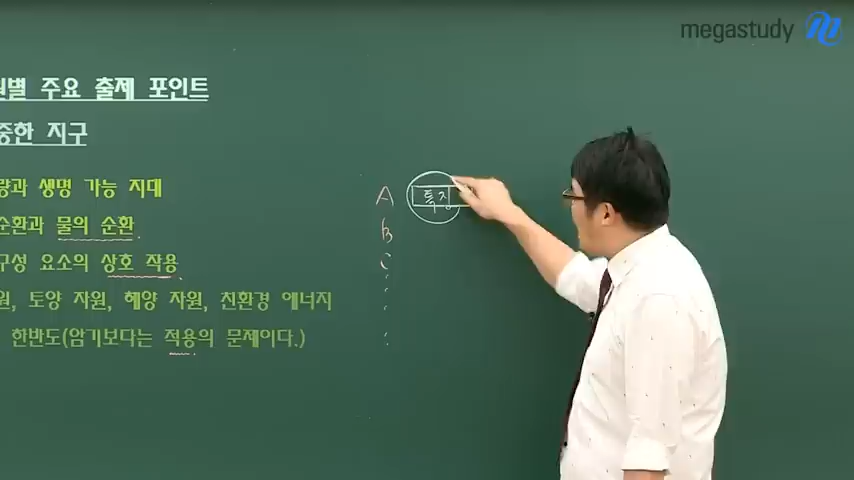 megastudy
원별 주요 출제 포인트
중한 지구
량과 생명 가능 지대
순환과 물의 순환
구성 요소의 상호 작용
원, 토양 자원, 해양 자원, 친환경 에너지
한반도(암기보다는 적용의 문제이다.)
A 특징
B
C